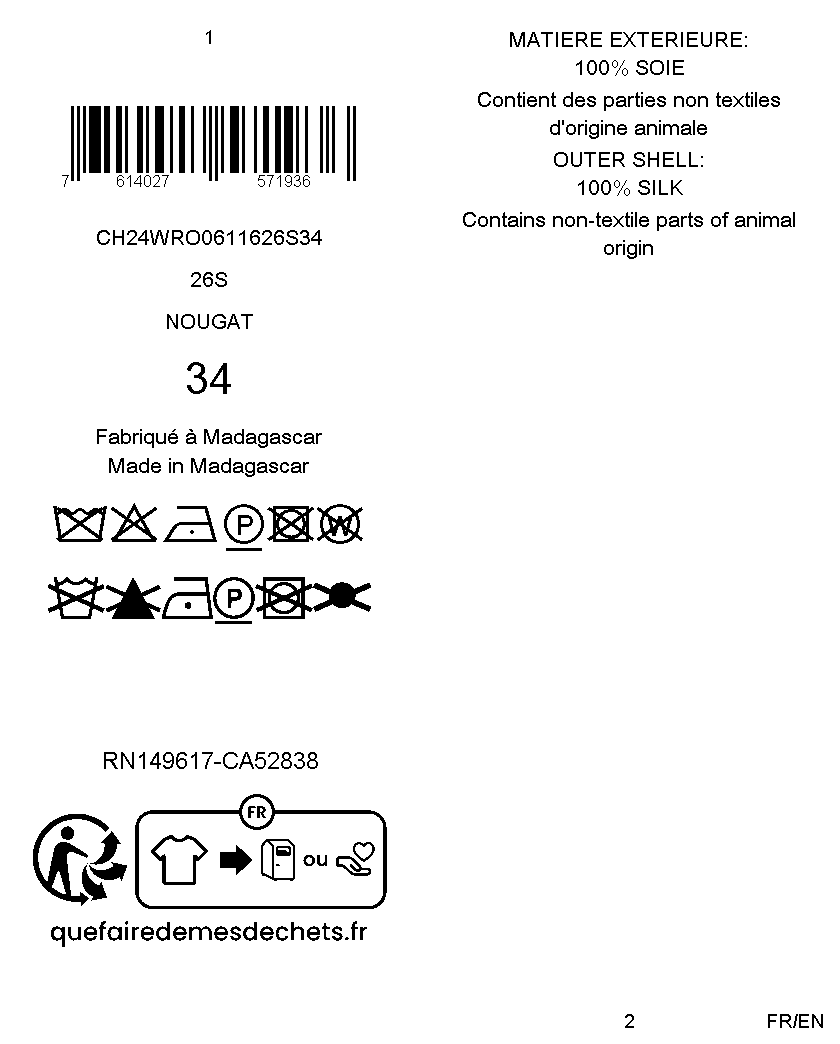 1
7 614027 571936
CH24WRO0611626S34
26S
NOUGAT
34
Fabriqué à Madagascar
Made in Madagascar
P
W
P
RN149617-CA52838
FR
ou
quefairedemesdechets.fr
MATIERE EXTERIEURE:
100% SOIE
Contient des parties non textiles
d'origine animale
OUTER SHELL:
100% SILK
Contains non-textile parts of animal
origin
2
FR/EN